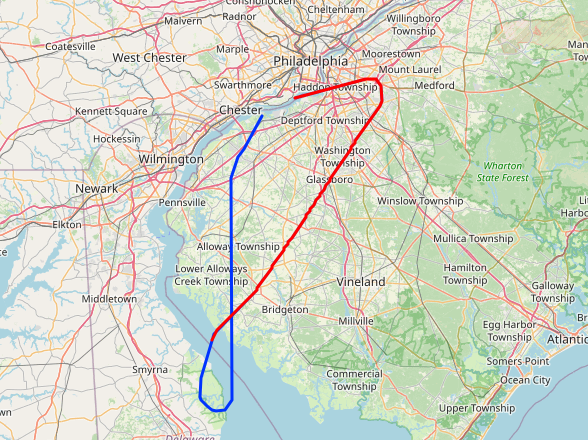 Conshohocken
Cheltenham
Radnor
Willingboro
Township
Malvern
Coatesville
Marple
Moorestown
West Chester
Philadelphia
Mount Laurel
Swarthmore
Haddon Township
Medford
Chester
Kennett Square
Deptford Township
Hockessin
Washington
Township
Wilmington
Wharton
State Forest
Glassboro
Newark
Pennsville
Winslow Township
Elkton
Mullica Township
Alloway Township
Lower Alloways
Creek Township
Hamilton
Township
Vineland
Galloway
Township
Middletown
Bridgeton
Millville
Egg Harbor
Township
Atlantic
Somers Point
Smyrna
Commercial
Township
Ocean City
Upper Township
Delaware